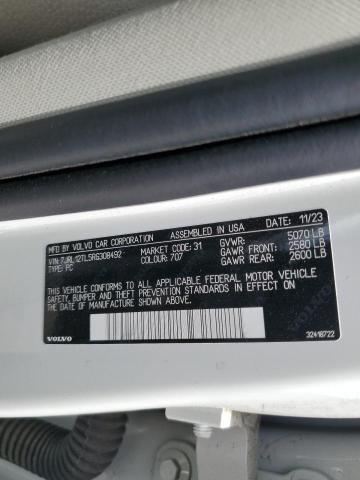 MFD BY VOLVO CAR CORPORATION ASSEMBLED IN USA 11/23
VIN: 7JRL12TL5RG308492 MARKET CODE: 31 GVWR: 5070 LB
TYPE: PC COLOUR: 707 GAWR FRONT: 2580 LB
GAWR REAR: 2600 LB
THIS VEHICLE CONFORMS TO ALL APPLICABLE FEDERAL MOTOR VEHICLE
SAFETY, BUMPER AND THEFT PREVENTION STANDARDS IN EFFECT ON
THE DATE OF MANUFACTURE SHOWN ABOVE.
VOLVO 32418722